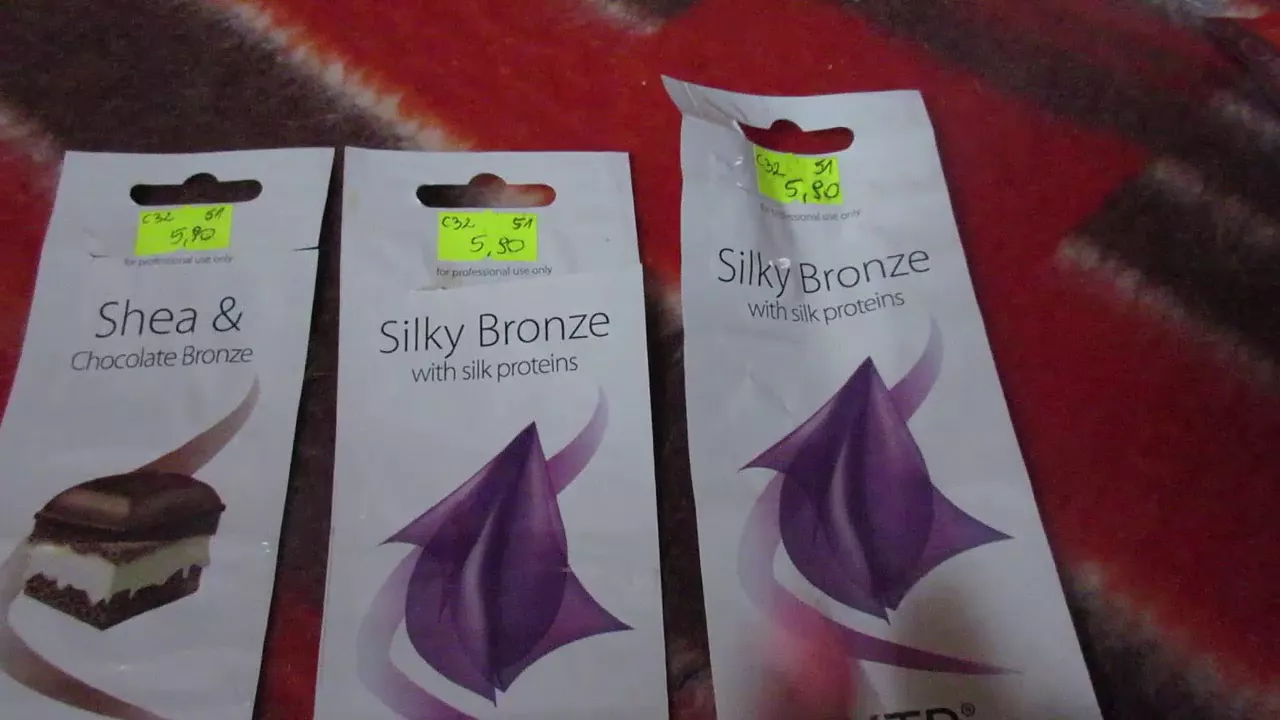 C32 51
5,90
for professional use only
Shea &
Chocolate Bronze
C32 51
5,90
for professional use only
Silky Bronze
with silk proteins
C32 51
5,90
for professional use only
Silky Bronze
with silk proteins